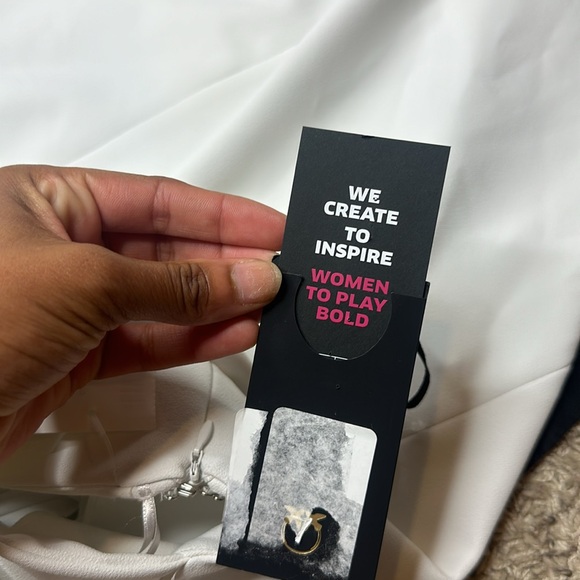 WE
CREATE
TO
INSPIRE
WOMEN
TO PLAY
BOLD